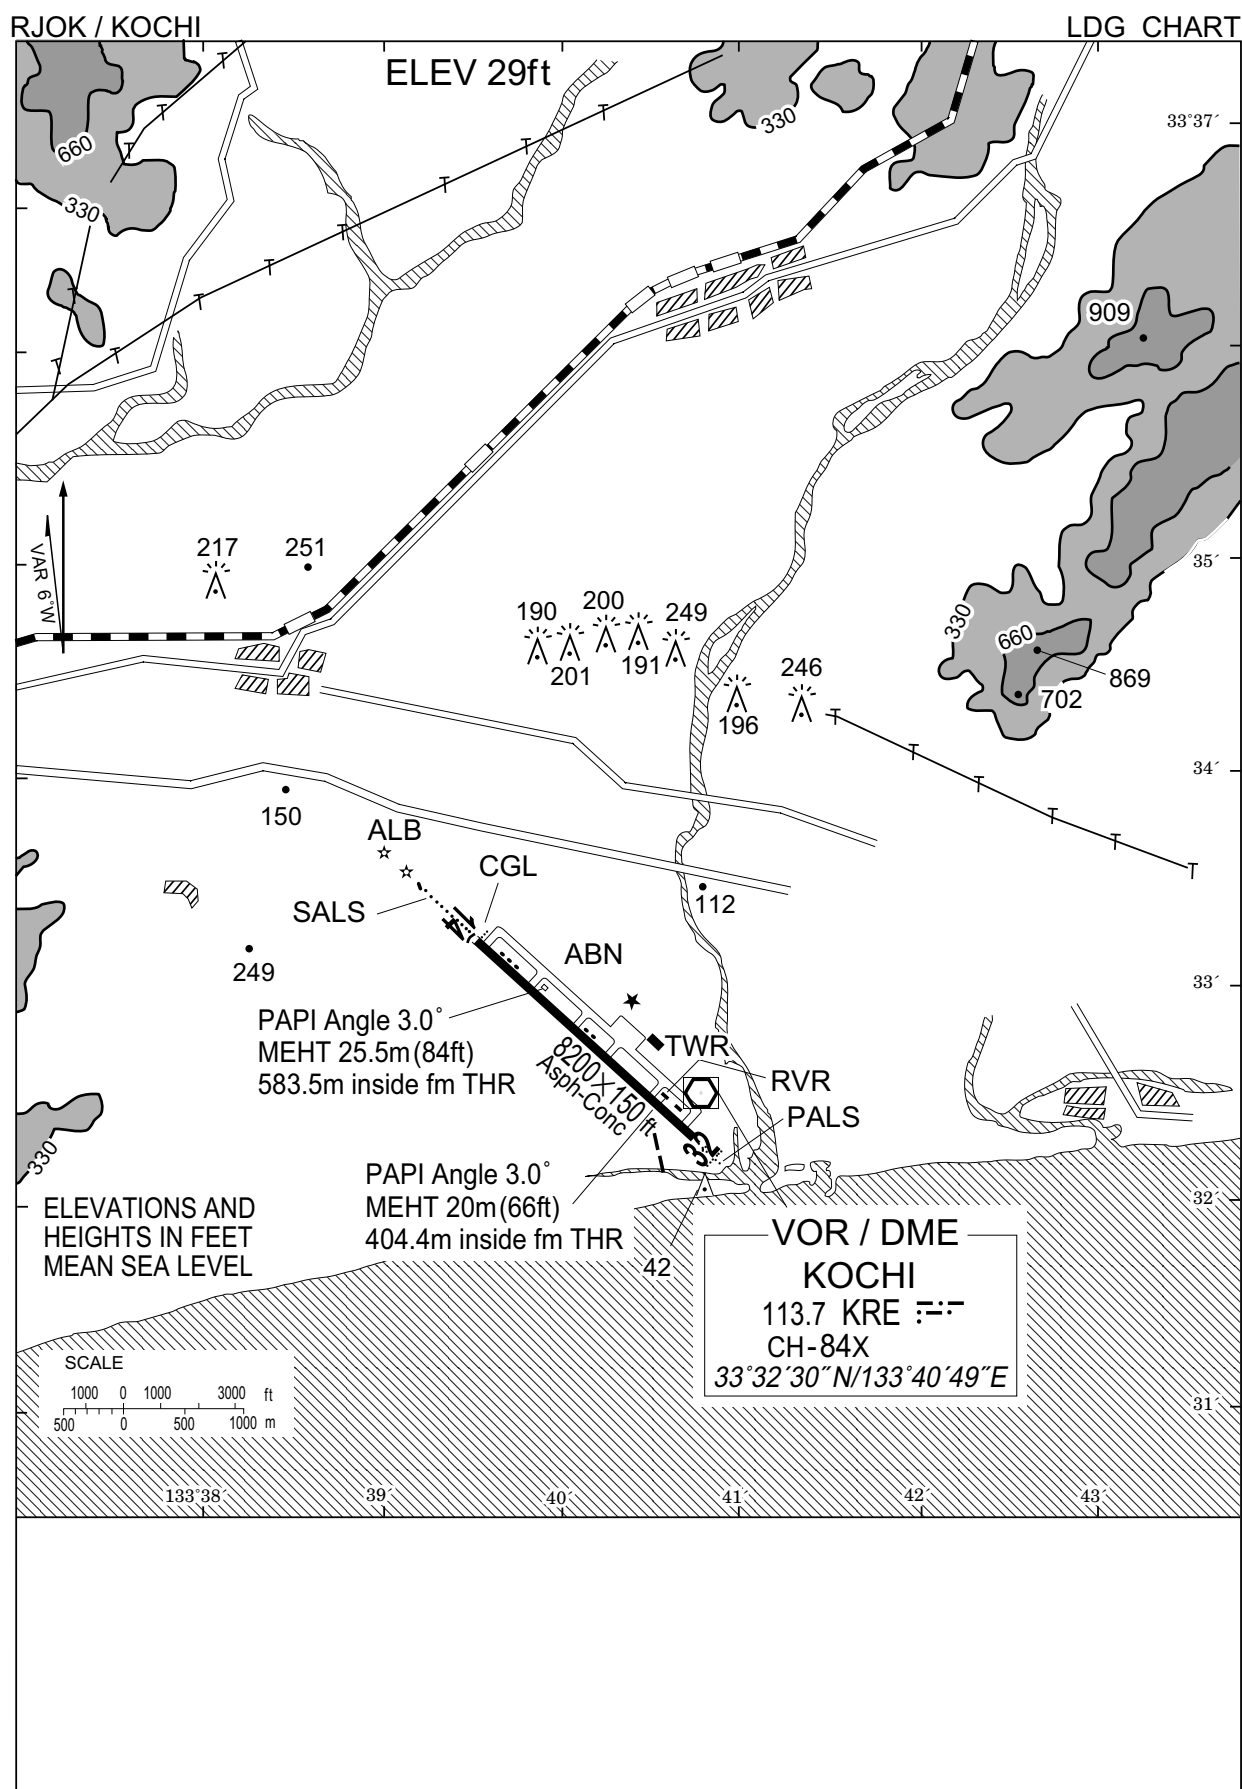 RJOK / KOCHI
LDG CHART
ELEV 29ft
660
330
330
33°37´
909
VAR 6°W
217
251
35´
190
200
249
201
191
330
660
246
196
869
702
34´
150
ALB
CGL
SALS
112
ABN
249
33´
PAPI Angle 3.0°
MEHT 25.5m(84ft)
583.5m inside fm THR
8200×150 ft
Asph-Conc
TWR
RVR
PALS
14
32
330
PAPI Angle 3.0°
MEHT 20m(66ft)
404.4m inside fm THR
42
32´
ELEVATIONS AND
HEIGHTS IN FEET
MEAN SEA LEVEL
VOR / DME
KOCHI
113.7 KRE
CH-84X
33°32´30˝N/133°40´49˝E
SCALE
1000 0 1000 3000 ft
500 0 500 1000 m
31´
133°38´ 39´ 40´ 41´ 42´ 43´